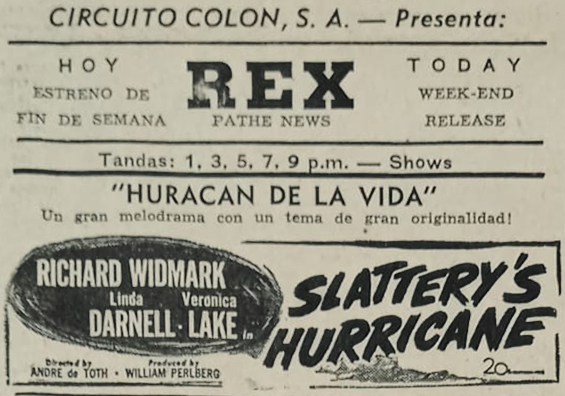 CIRCUITO COLON, S. A. — Presenta:
HOY REX TODAY
ESTRENO DE WEK-END
FIN DE SEMANA PATHE NEWS RELEASE
Tandas: 1, 3, 5, 7, 9 p.m. — Shows
"HURACAN DE LA VIDA"
Un gran melodrama con un tema de gran originalidad!
RICHARD WIDMARK
Linda Veronica
DARNELL · LAKE in
SLATTERY'S
HURRICANE
Directed by Produced by
ANDRE de TOTH · WILLIAM PERLBERG
20